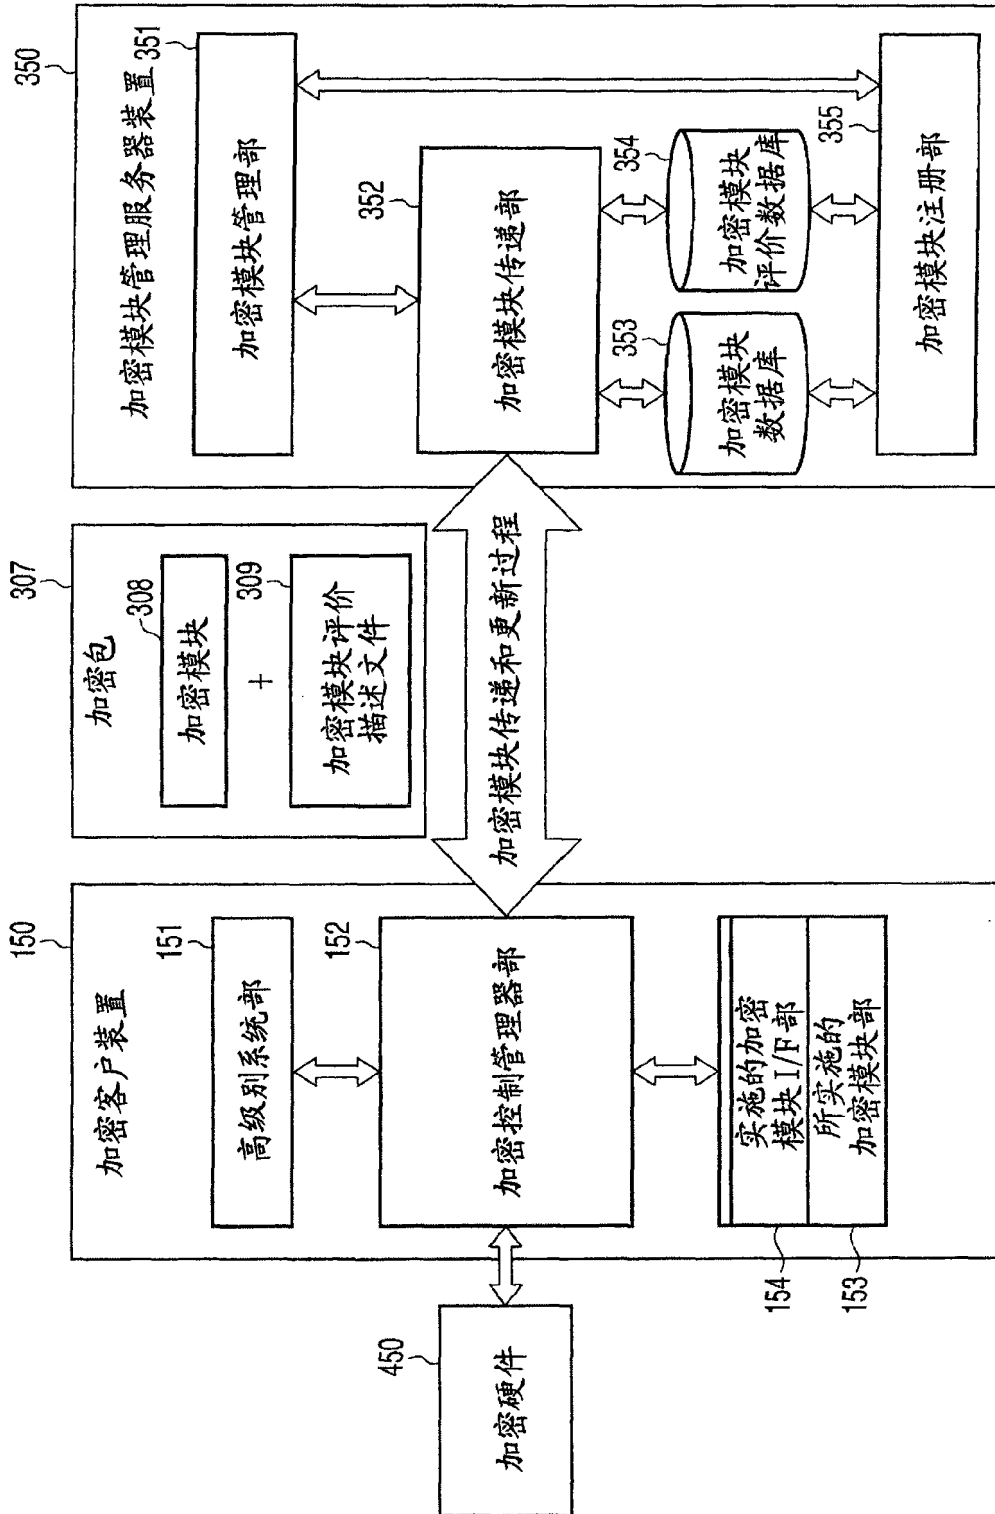 450
加密硬件
150
加密客户装置
151
高级别系统部
152
加密控制管理器部
实施的加密
模块I/F部
所实施的
加密模块部
154
153
307
加密包
308
加密模块
+
309
加密模块评价
描述文件
加密模块传递和更新过程
350
加密模块管理服务器装置
351
加密模块管理部
352
加密模块传递部
353
加密模块
数据库
354
加密模块
评价数据库
355
加密模块注册部